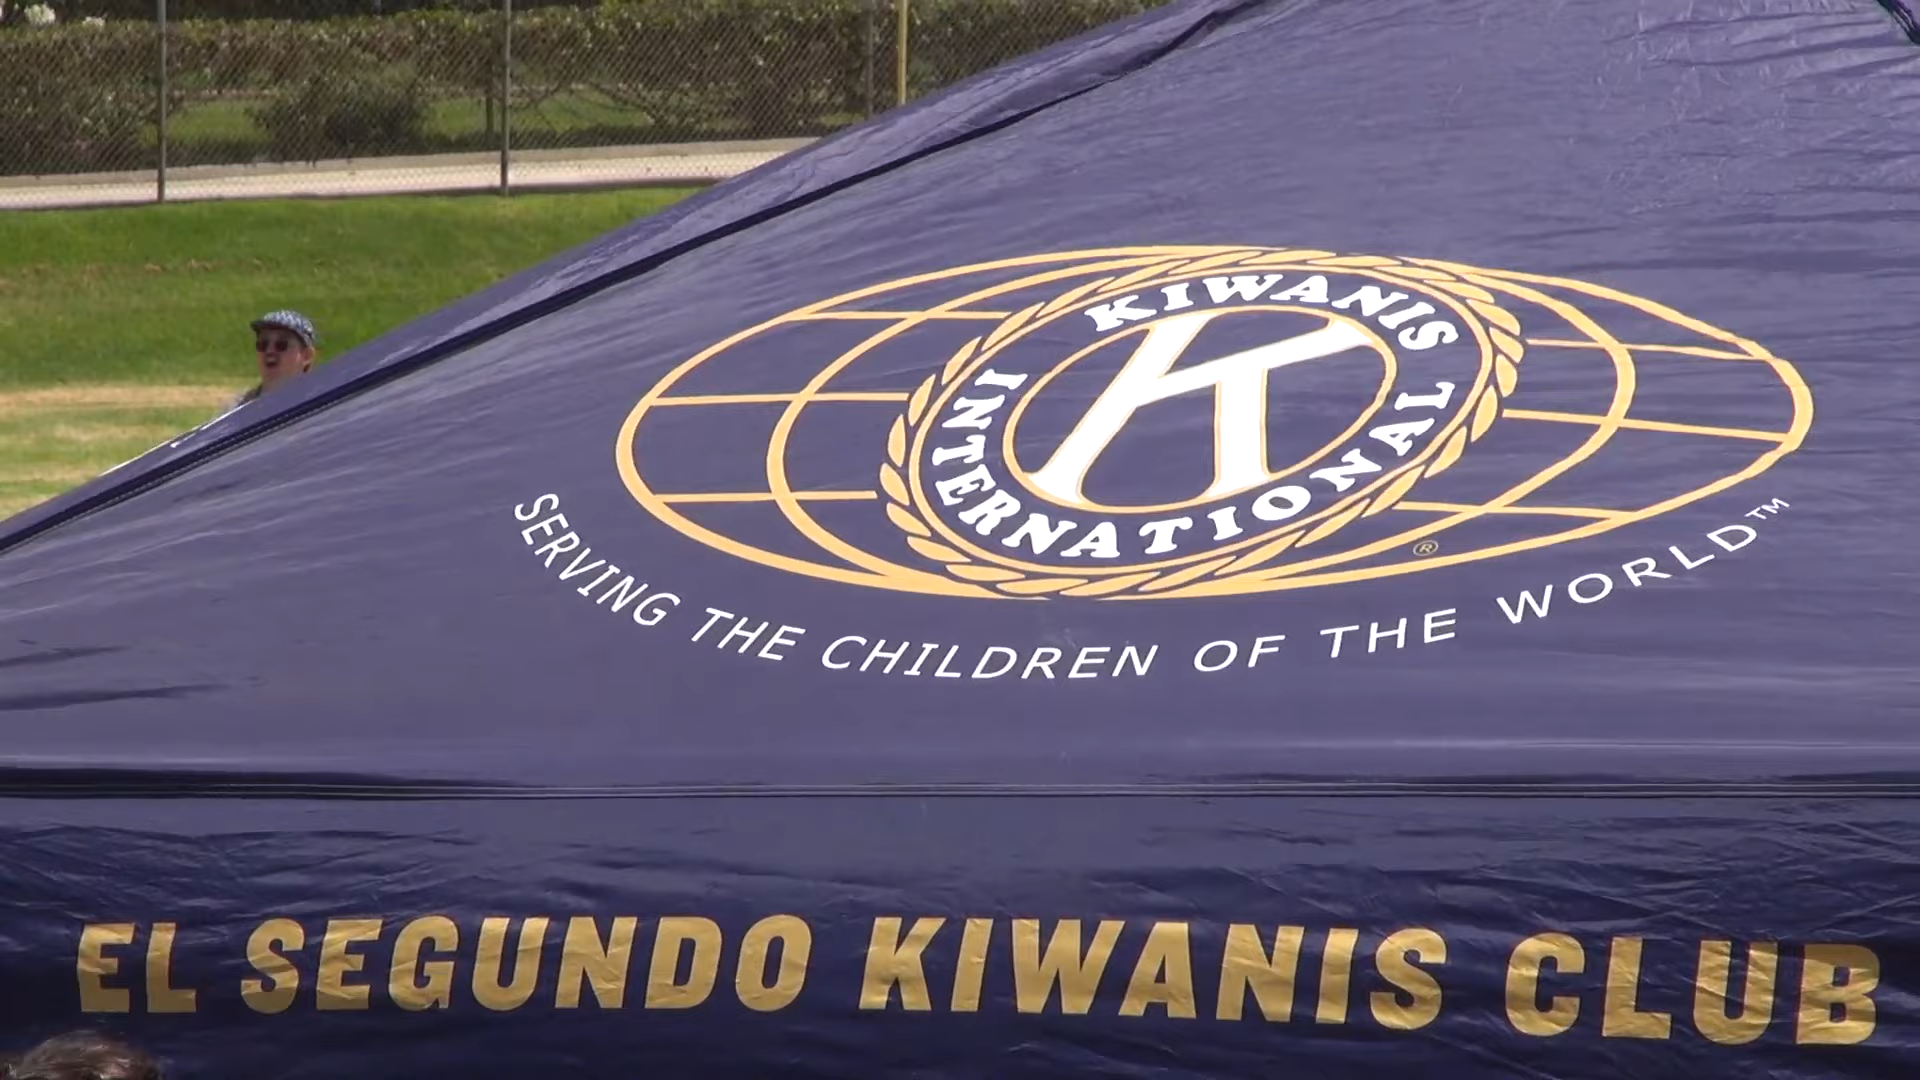 KIWANIS
INTERNATIONAL
K
®
SERVING THE CHILDREN OF THE WORLD™
EL SEGUNDO KIWANIS CLUB